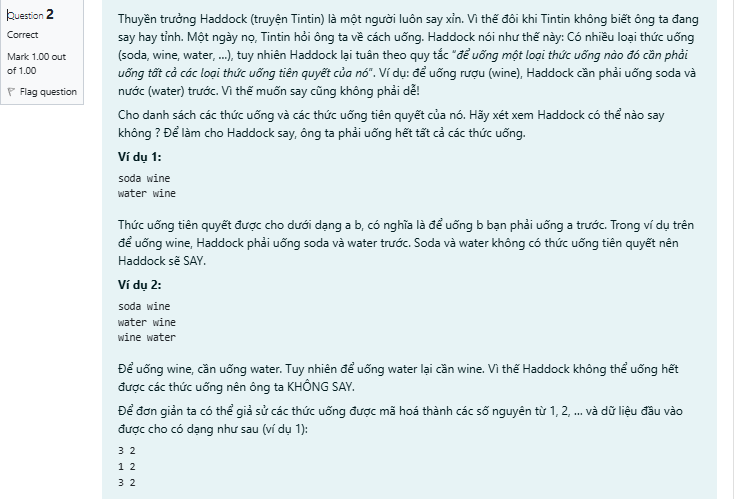 Question 2
Correct
Mark 1.00 out
of 1.00
Flag question
Thuyền trưởng Haddock (truyện Tintin) là một người luôn say xỉn. Vì thế đôi khi Tintin không biết ông ta đang
say hay tỉnh. Một ngày nọ, Tintin hỏi ông ta về cách uống. Haddock nói như thế này: Có nhiều loại thức uống
(soda, wine, water, ...), tuy nhiên Haddock lại tuân theo quy tắc "để uống một loại thức uống nào đó cần phải
uống tất cả các loại thức uống tiên quyết của nó". Ví dụ: để uống rượu (wine), Haddock cần phải uống soda và
nước (water) trước. Vì thế muốn say cũng không phải dễ!
Cho danh sách các thức uống và các thức uống tiên quyết của nó. Hãy xét xem Haddock có thể nào say
không ? Để làm cho Haddock say, ông ta phải uống hết tất cả các thức uống.
Ví dụ 1:
soda wine
water wine
Thức uống tiên quyết được cho dưới dạng a b, có nghĩa là để uống b bạn phải uống a trước. Trong ví dụ trên
để uống wine, Haddock phải uống soda và water trước. Soda và water không có thức uống tiên quyết nên
Haddock sẽ SAY.
Ví dụ 2:
soda wine
water wine
wine water
Để uống wine, cần uống water. Tuy nhiên để uống water lại cần wine. Vì thế Haddock không thể uống hết
được các thức uống nên ông ta KHÔNG SAY.
Để đơn giản ta có thể giả sử các thức uống được mã hoá thành các số nguyên từ 1, 2, ... và dữ liệu đầu vào
được cho có dạng như sau (ví dụ 1):
3 2
1 2
3 2